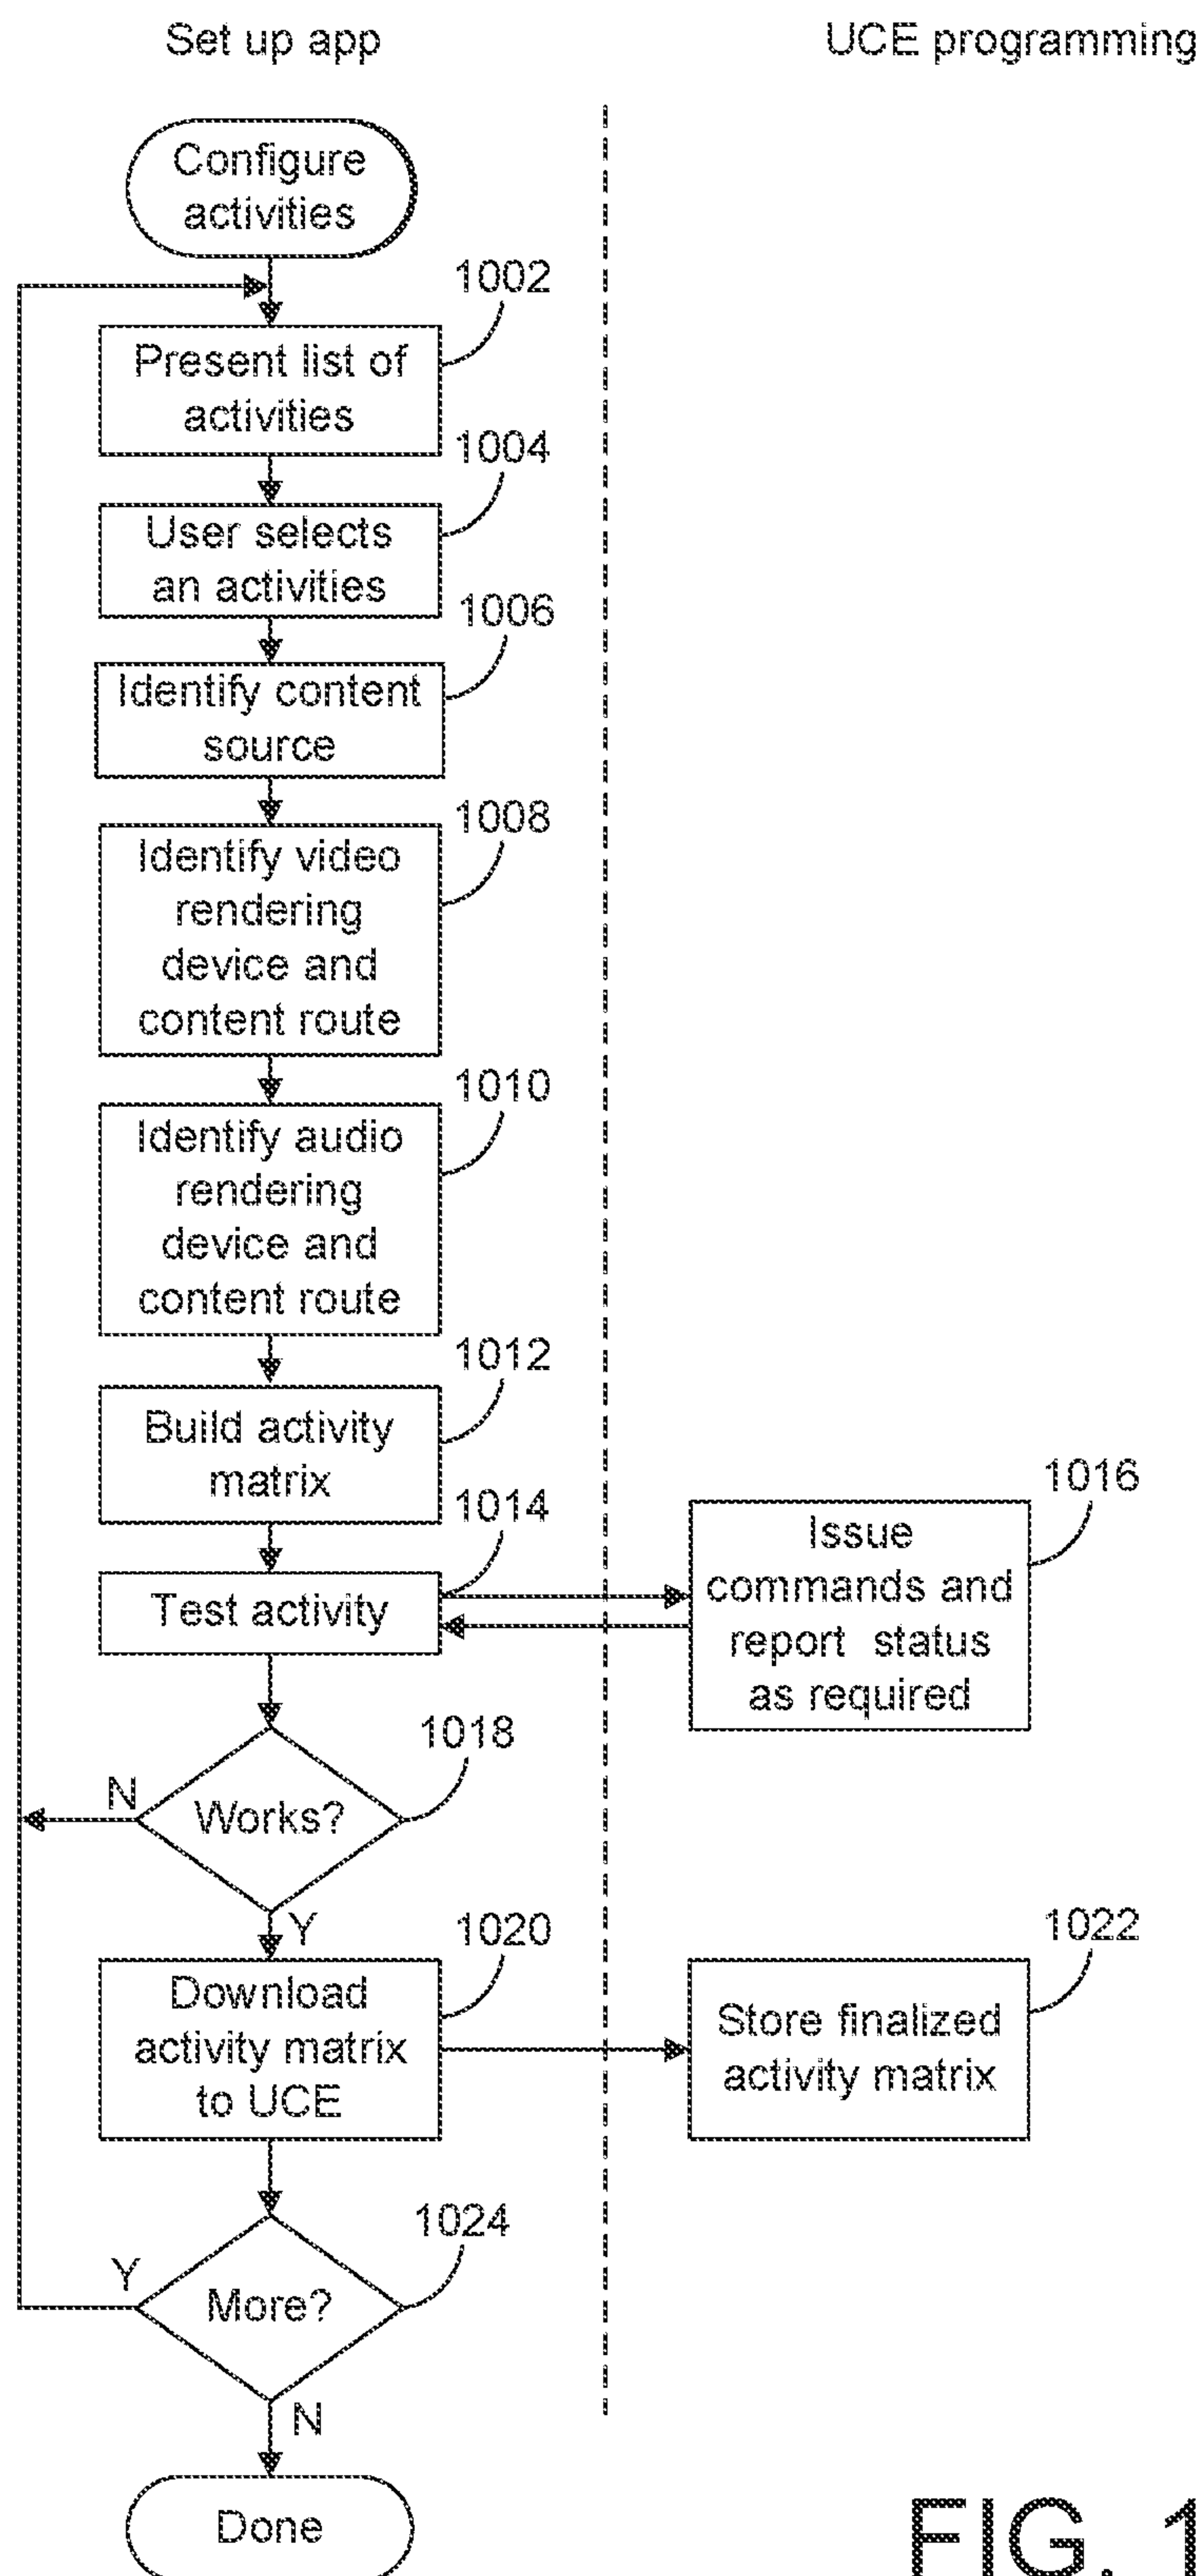 Set up app
UCE programming
Configure
activities
1002
Present list of
activities
1004
User selects
an activities
1006
Identify content
source
1008
Identify video
rendering
device and
content route
1010
Identify audio
rendering
device and
content route
1012
Build activity
matrix
1014
Test activity
1016
Issue
commands and
report status
as required
1018
Works?
N
Y
1020
Download
activity matrix
to UCE
1022
Store finalized
activity matrix
1024
More?
Y
N
Done
FIG. 1